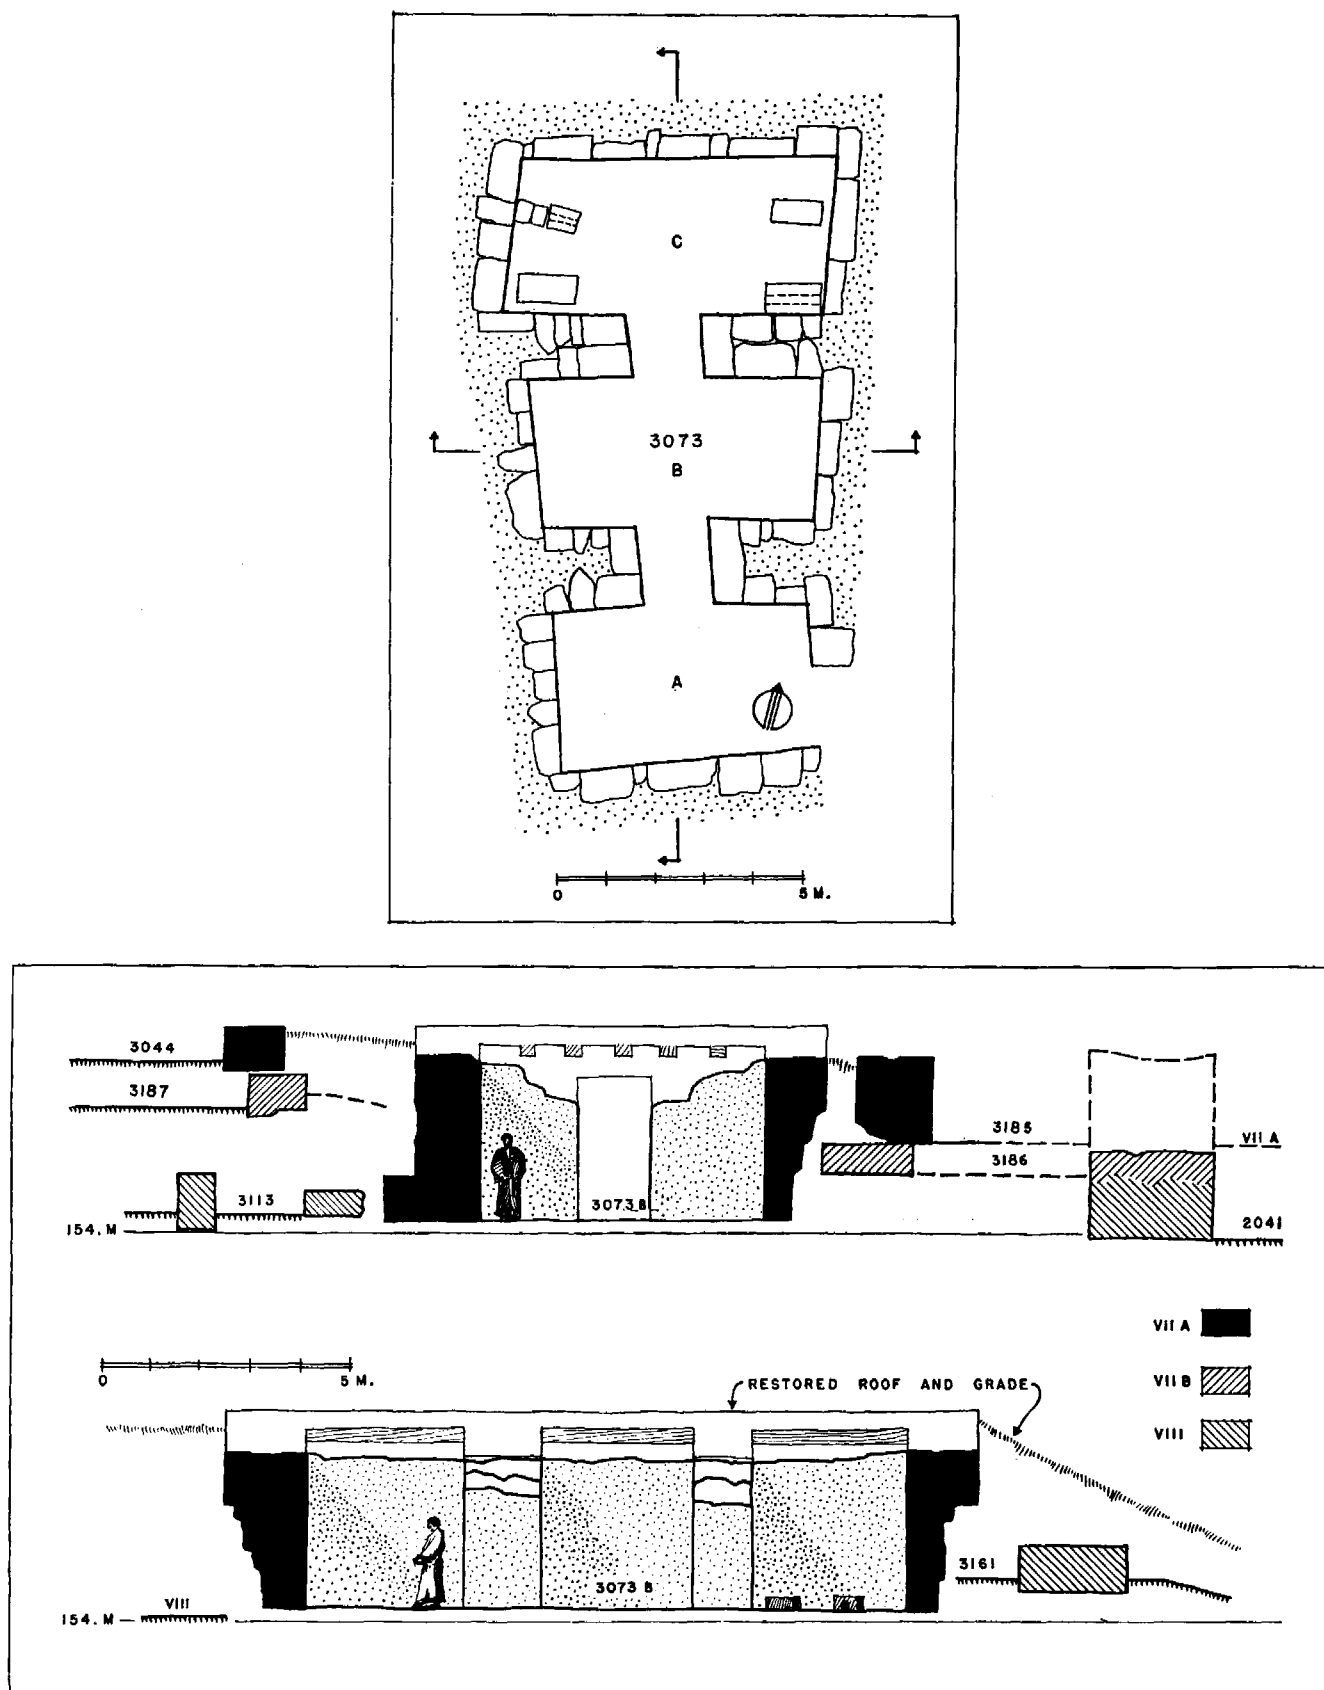 C
3073
B
A
0 5 M.
3044
3187
3185
VII A
3186
3113
3073 B
154. M
2041
VII A
0 5 M.
VII B
RESTORED ROOF AND GRADE
VIII
3161
3073 B
VIII
154. M